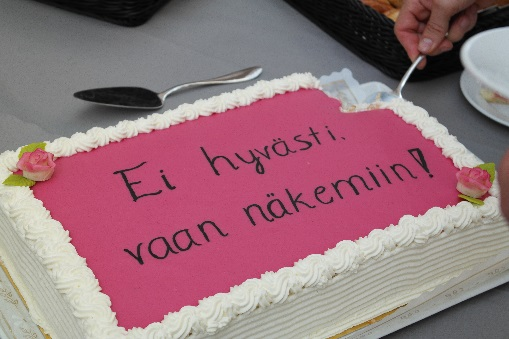 Ei hyvästi,
vaan näkemiin!